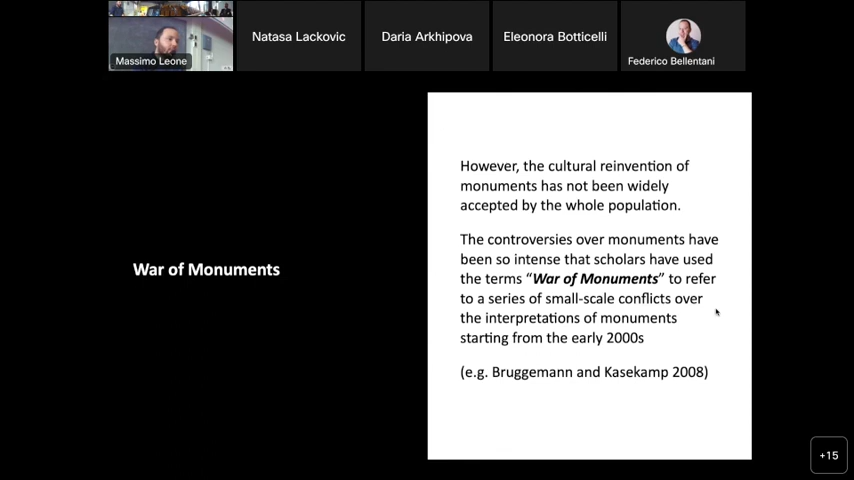 Massimo Leone
Natasa Lackovic
Daria Arkhipova
Eleonora Botticelli
Federico Bellentani
War of Monuments
However, the cultural reinvention of
monuments has not been widely
accepted by the whole population.
The controversies over monuments have
been so intense that scholars have used
the terms “War of Monuments” to refer
to a series of small-scale conflicts over
the interpretations of monuments
starting from the early 2000s
(e.g. Bruggemann and Kasekamp 2008)
+15